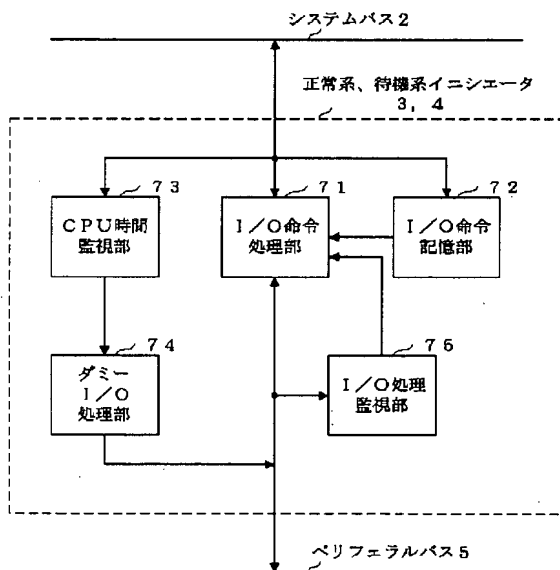 システムバス2
正常系、待機系イニシエータ
3, 4
73
CPU時間
監視部
71
I/O命令
処理部
72
I/O命令
記憶部
74
ダミー
I/O
処理部
75
I/O処理
監視部
ペリフェラルバス5